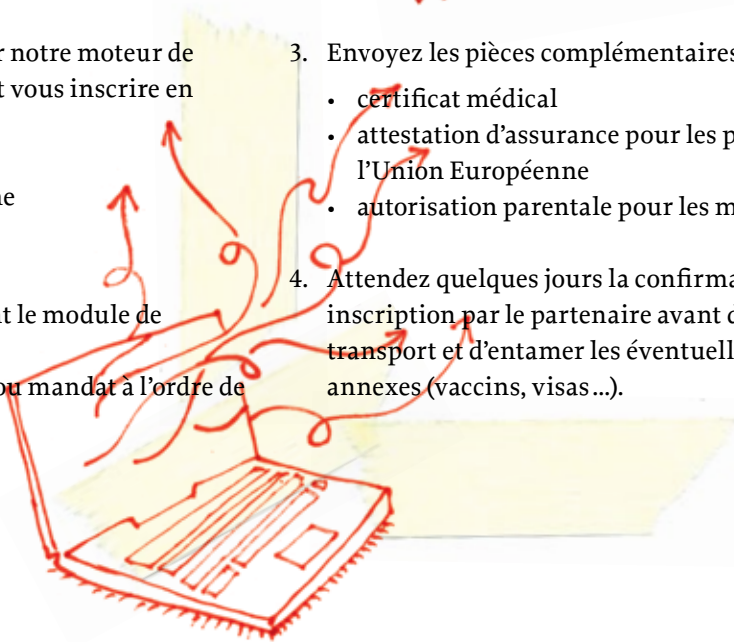 r notre moteur de
t vous inscrire en
ne
t le module de
ou mandat à l'ordre de
3. Envoyez les pièces complémentaires
• certificat médical
• attestation d'assurance pour les p
l'Union Européenne
• autorisation parentale pour les m
4. Attendez quelques jours la confirma
inscription par le partenaire avant d
transport et d'entamer les éventuell
annexes (vaccins, visas ...).